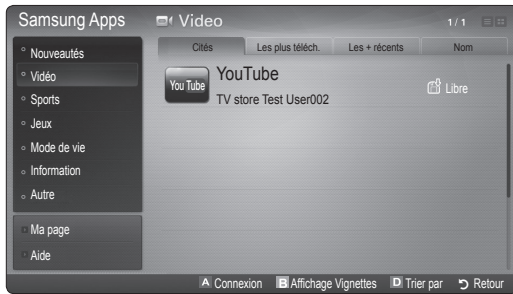 Samsung Apps
Video
1/1
Nouveautés
Vidéo
Sports
Jeux
Mode de vie
Information
Autre
Ma page
Aide
Cités
Les plus téléch.
Les + récents
Nom
You Tube
YouTube
TV store Test User002
Libre
A Connexion
B Affichage Vignettes
D Trier par
Retour